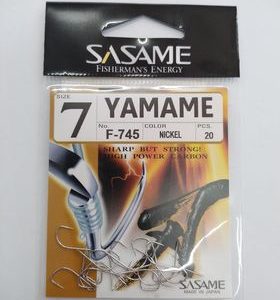 SASAME
FISHERMAN'S ENERGY
SIZE
7
YAMAME
No. COLOR PCS.
F-745 NICKEL 20
SHARP BUT STRONG!
HIGH POWER CARBON
SASAME
MADE IN JAPAN